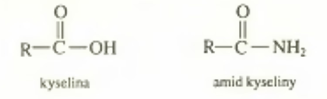 O O
R—C—OH R—C—NH₂
kyselina amid kyseliny